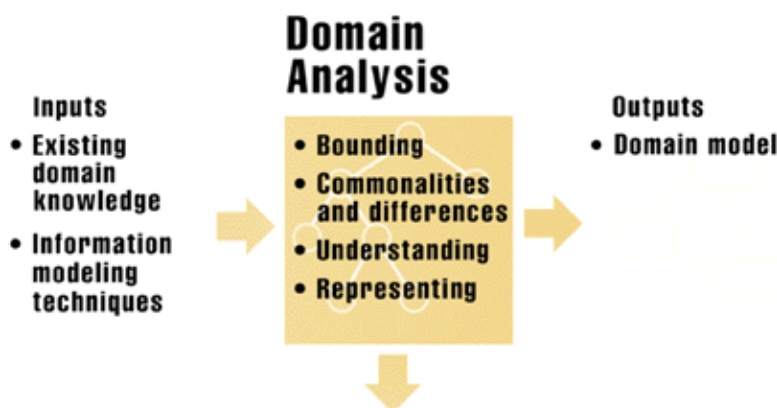 Domain
Analysis
Inputs
• Existing
domain
knowledge
• Information
modeling
techniques
• Bounding
• Commonalities
and differences
• Understanding
• Representing
Outputs
• Domain model